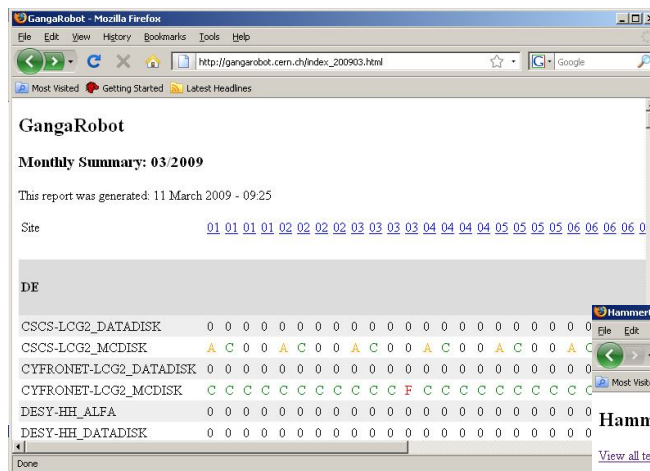 GangaRobot - Mozilla Firefox
File Edit View History Bookmarks Tools Help
http://gangarobot.cern.ch/index_200903.html
Google
Most Visited Getting Started Latest Headlines
GangaRobot
Monthly Summary: 03/2009
This report was generated: 11 March 2009 - 09:25
Site 01 01 01 01 02 02 02 02 03 03 03 03 04 04 04 04 05 05 05 05 06 06 06 06 0
DE
CSCS-LCG2_DATADISK 0 0 0 0 0 0 0 0 0 0 0 0 0 0 0 0 0 0 0 0 0 0
CSCS-LCG2_MCDISK A C 0 0 A C 0 0 A C 0 0 A C 0 0 A C 0 0 A C
CYFRONET-LCG2_DATADISK 0 0 0 0 0 0 0 0 0 0 0 0 0 0 0 0 0 0 0 0 0 0
CYFRONET-LCG2_MCDISK C C C C C C C C C C C F C C C C C C C C C C
DESY-HH_ALFA 0 0 0 0 0 0 0 0 0 0 0 0 0 0 0 0 0 0 0 0 0 0
DESY-HH_DATADISK 0 0 0 0 0 0 0 0 0 0 0 0 0 0 0 0 0 0 0 0 0 0
Done
Hammer
File Edit
Most Visite
Hamm
View all te